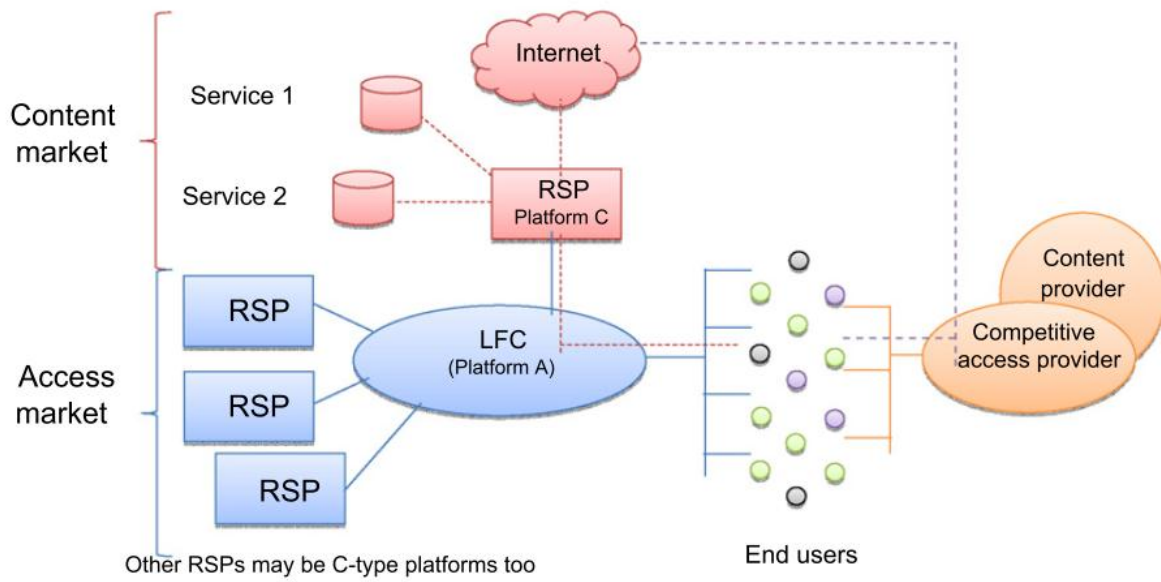 Internet
Service 1
Content
market
Service 2
RSP
Platform C
RSP
LFC
(Platform A)
Content
provider
Competitive
access provider
Access
market
RSP
RSP
End users
Other RSPs may be C-type platforms too